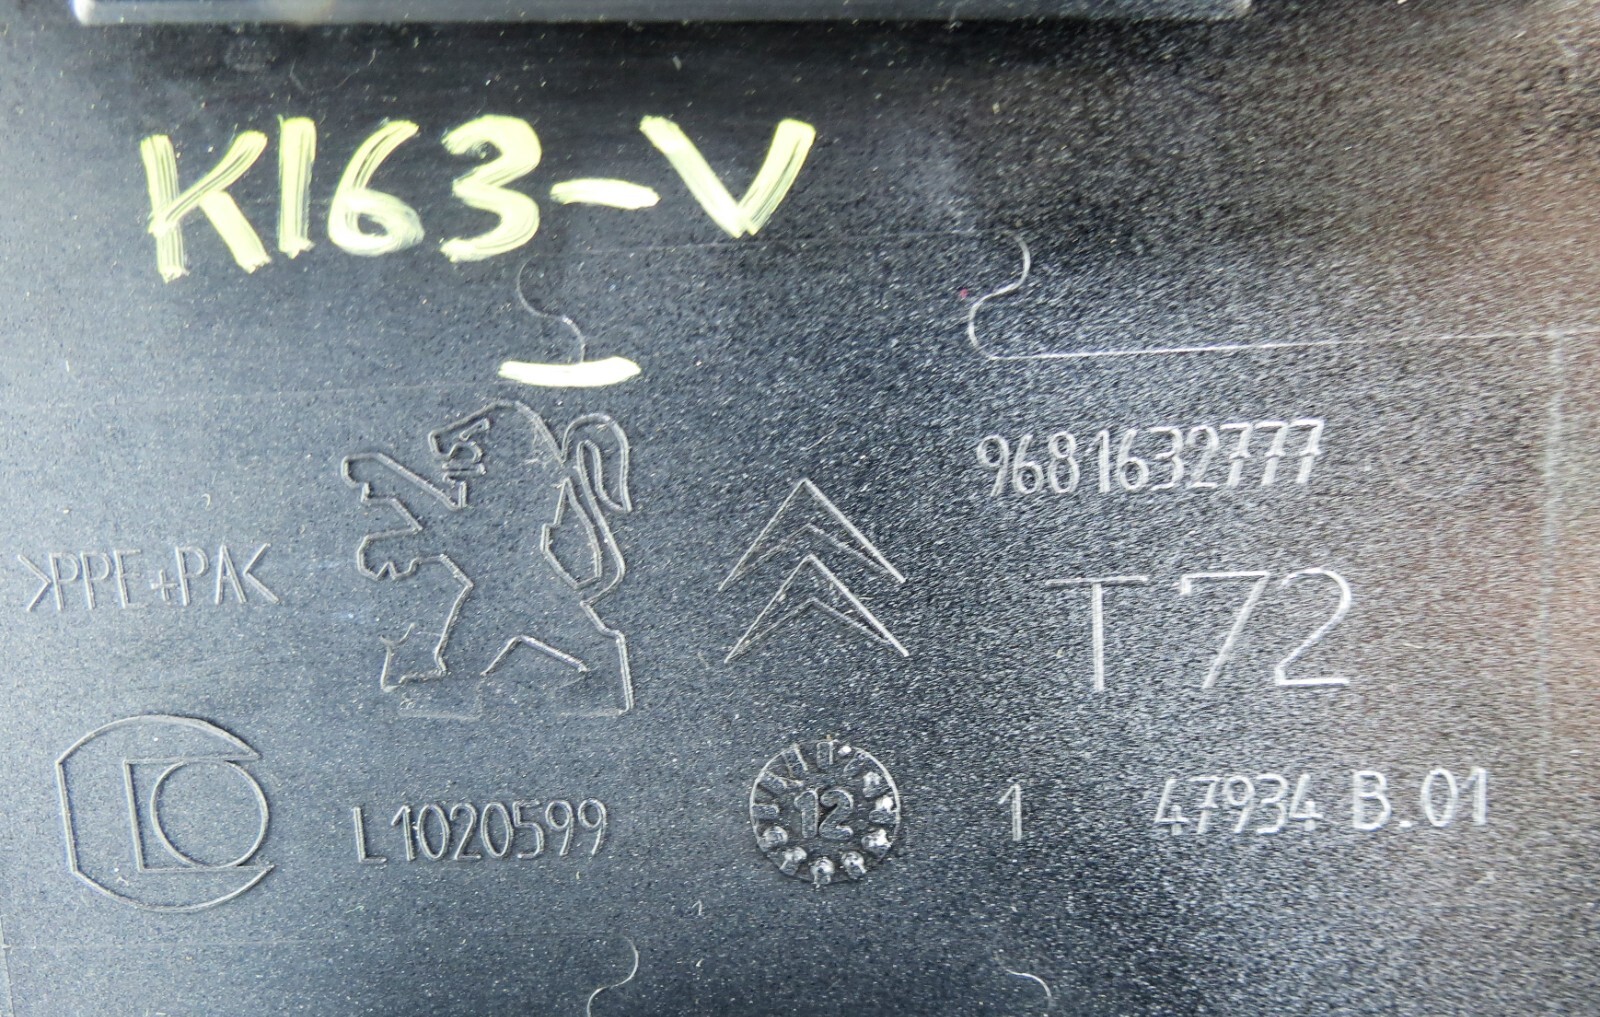 K163-V
9681632777
>PPE+PA<
T72
L1020599
12
1
47934 B.01